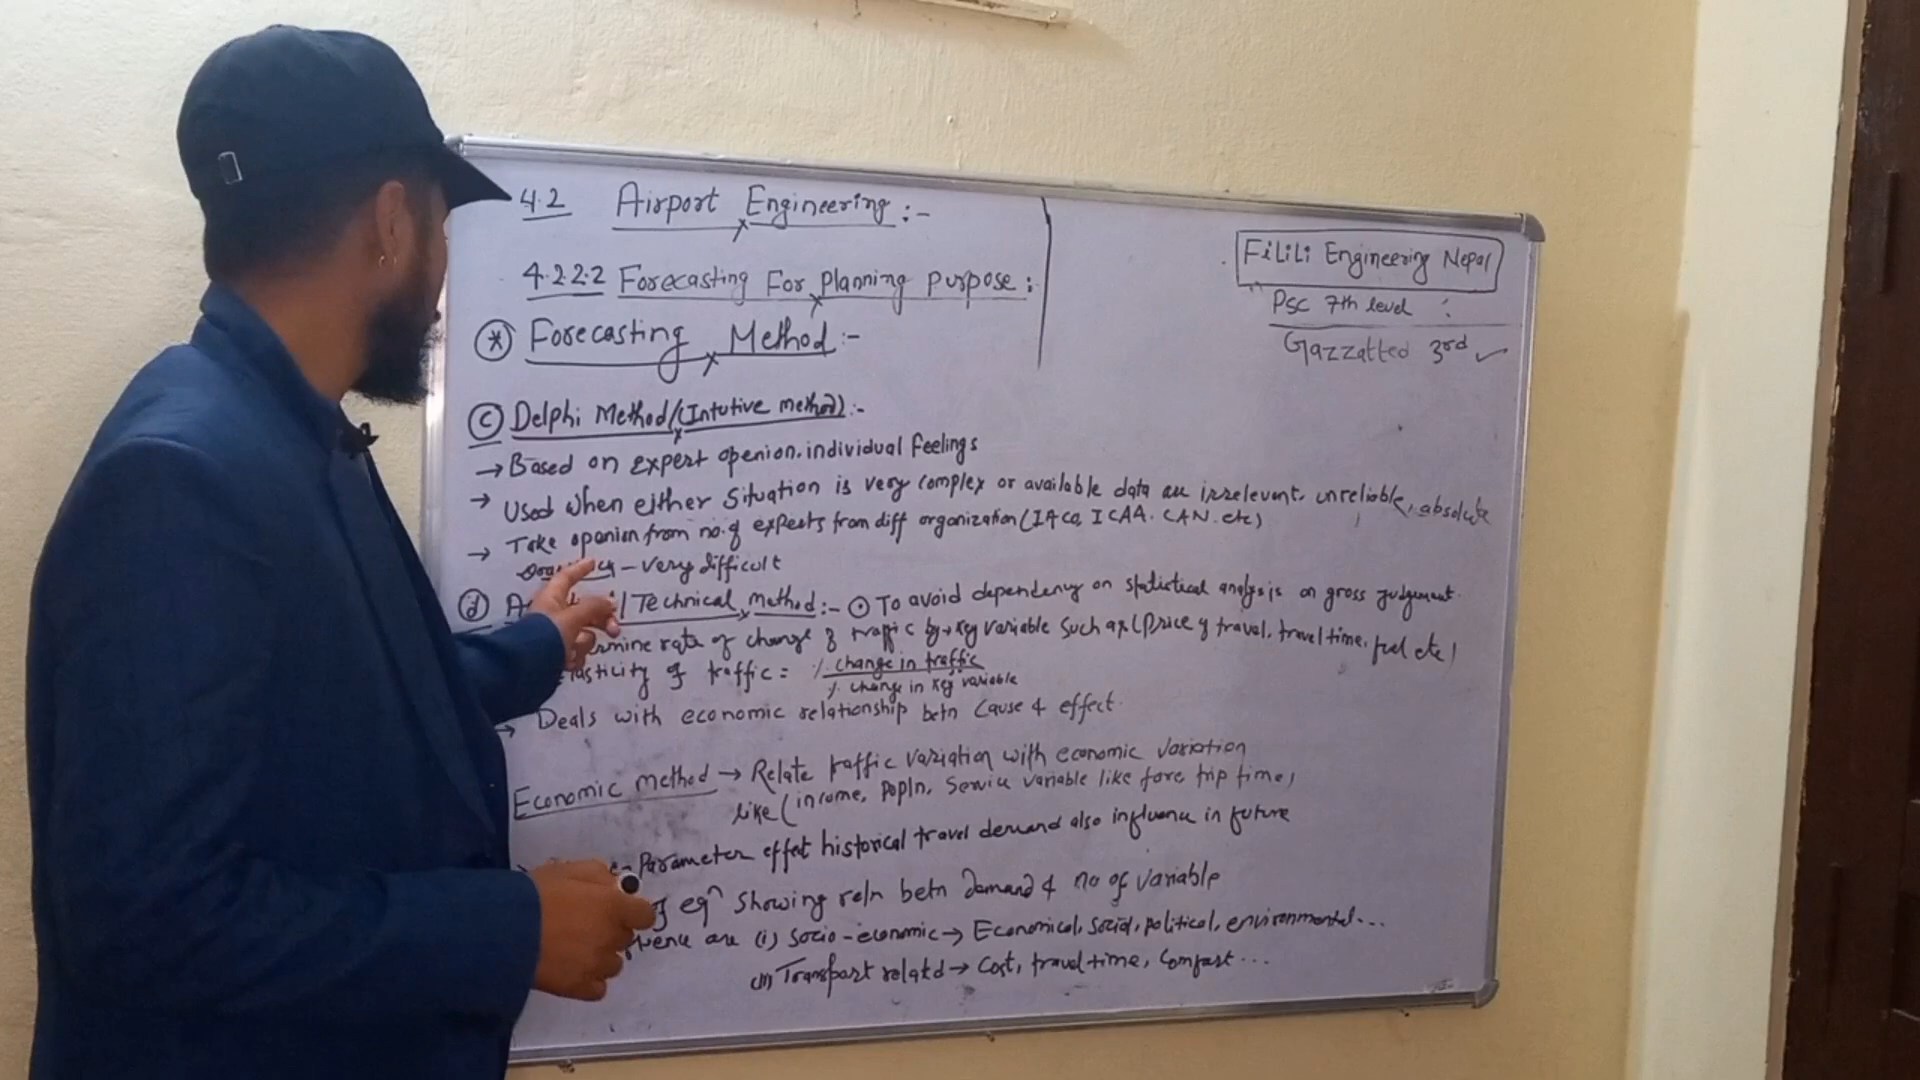 4.2 Airport Engineering :-
4.2.2.2 Forecasting For Planning Purpose :
Filili Engineering Nepal
PSC 7th level :
Gazzatted 3rd ✓
* Forecasting Method :-
C Delphi Method/(Intutive method) :-
→ Based on expert openion. individual feelings
→ Used when either situation is very complex or available data are irrelevent, unreliable, absolute
→ Take openion from no. of experts from diff organization (IACO, ICAA. CAN. etc)
- very difficult
d Technical method :- ⊙ To avoid dependency on statistical analysis on gross judgement.
rate of change of traffic by → key variable such as (price of travel, travel time, fuel etc)
of traffic = % change in traffic
% change in key variable
→ Deals with economic relationship betn cause & effect.
Economic method → Relate traffic variation with economic variation
like (income, popln, service variable like fare trip time)
- Parameter effect historical travel demand also influence in future
eqn showing reln betn demand & no of variable
are (i) Socio-economic → Economical, social, political, environmental...
(ii) Transport relatd → Cost, travel time, comfort ...